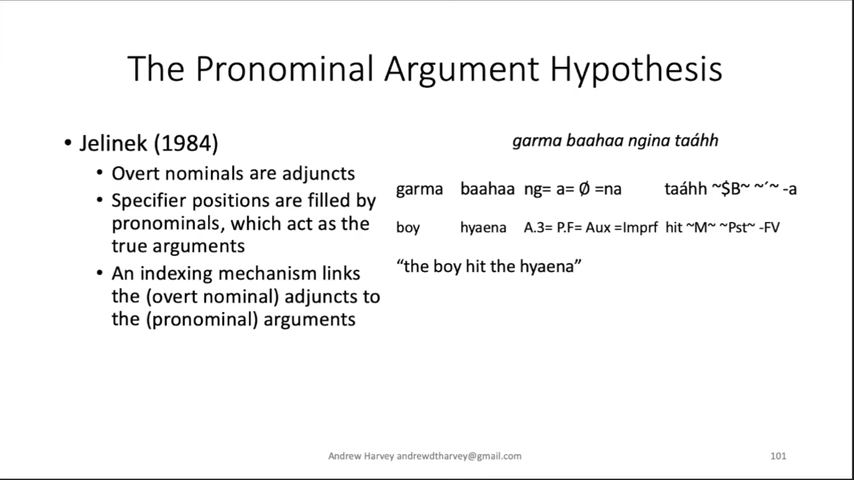 The Pronominal Argument Hypothesis
• Jelinek (1984)
• Overt nominals are adjuncts
• Specifier positions are filled by
pronominals, which act as the
true arguments
• An indexing mechanism links
the (overt nominal) adjuncts to
the (pronominal) arguments
garma baahaa ngina taáhh
garma baahaa ng= a= Ø =na taáhh ~$B~ ~´~ -a
boy hyaena A.3= P.F= Aux =Imprf hit ~M~ ~Pst~ -FV
“the boy hit the hyaena”
Andrew Harvey andrewdtharvey@gmail.com
101